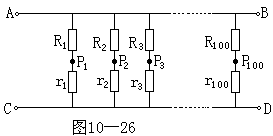 A B
R₁ R₂ R₃ R₁₀₀
P₁ P₂ P₃ P₁₀₀
r₁ r₂ r₃ r₁₀₀
C D
图10—26